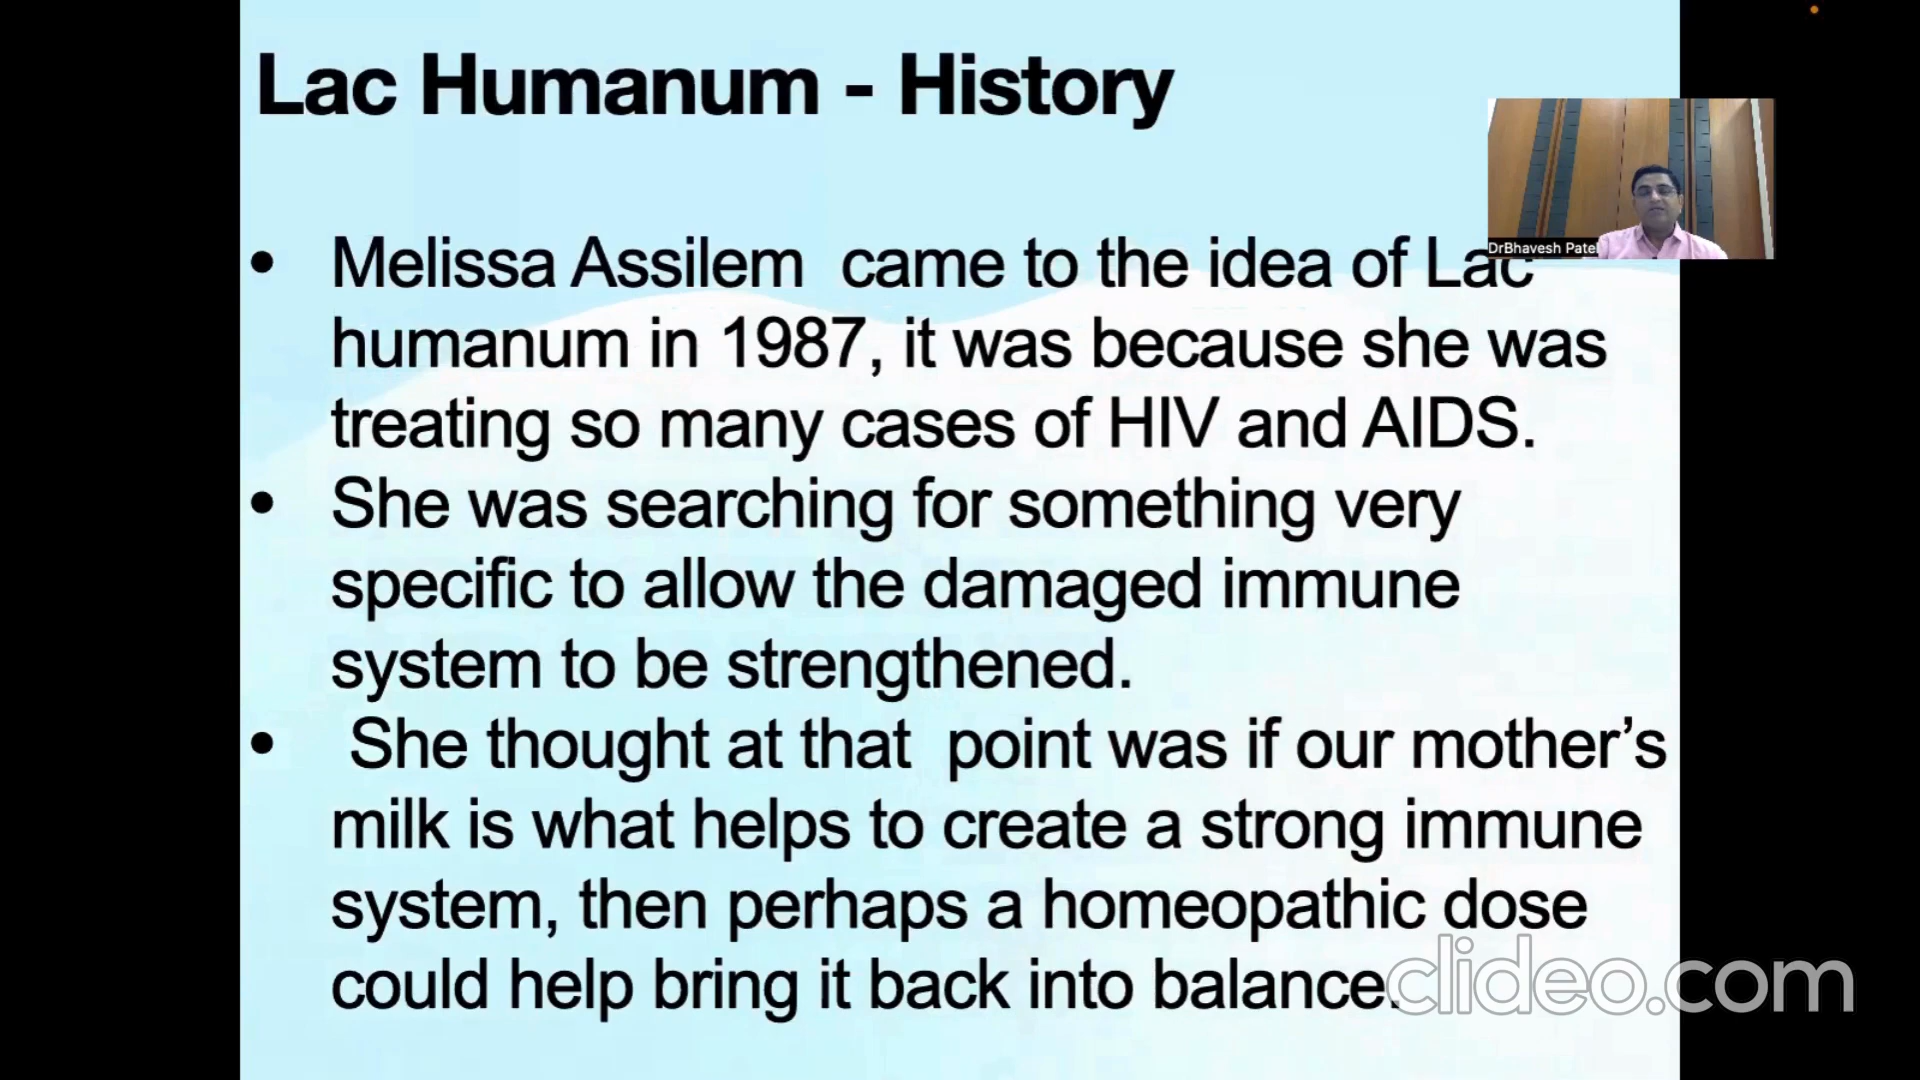 Lac Humanum - History
DrBhavesh Patel
• Melissa Assilem came to the idea of Lac
humanum in 1987, it was because she was
treating so many cases of HIV and AIDS.
• She was searching for something very
specific to allow the damaged immune
system to be strengthened.
• She thought at that point was if our mother’s
milk is what helps to create a strong immune
system, then perhaps a homeopathic dose
could help bring it back into balance.
clideo.com